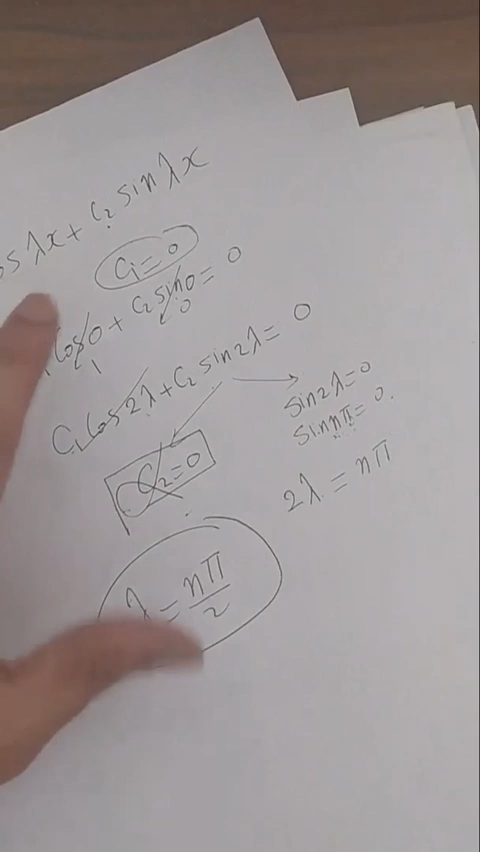 os λx + C₂ sin λx
C₁ = 0
Cos 0 + C₂ sin 0 = 0
1 0
C₁ Cos 2λ + C₂ sin 2λ = 0
sin 2λ = 0
sin nπ = 0.
C₂ = 0
2λ = nπ
λ = nπ/2